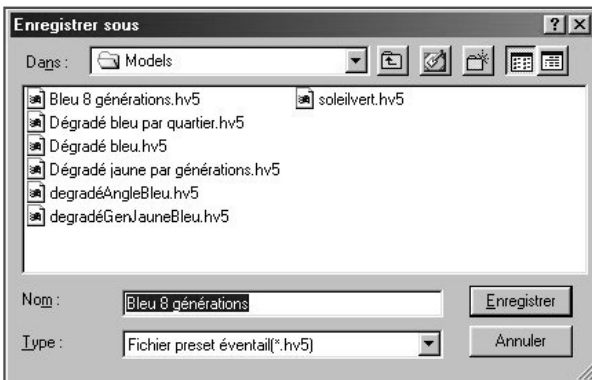 Enregistrer sous
Dans :
Models
Bleu 8 générations.hv5
Dégradé bleu par quartier.hv5
Dégradé bleu.hv5
Dégradé jaune par générations.hv5
degradéAngleBleu.hv5
degradéGenJauneBleu.hv5
soleilvert.hv5
Nom :
Bleu 8 générations
Enregistrer
Type :
Fichier preset éventail(*.hv5)
Annuler